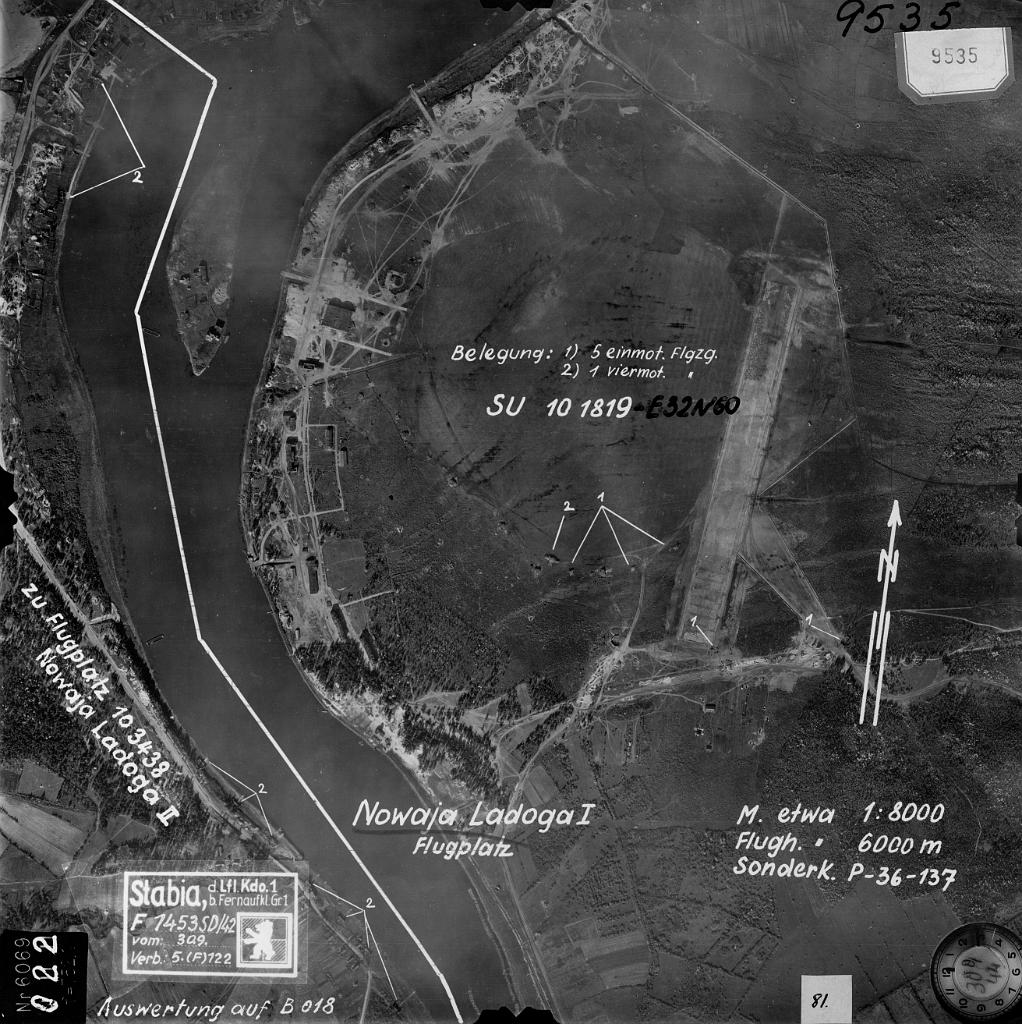 9535
9535
2
Belegung: 1) 5 einmot. Flgzg.
2) 1 viermot. "
SU 10 1819-E32N60
2 1
1 1
N
zu Flugplatz 10 3438
Nowaja Ladoga II
2
Nowaja Ladoga I
Flugplatz
M. etwa 1:8000
Flugh. " 6000 m
Sonderk. P-36-137
Stabia, d. Lfl. Kdo. 1
b. Fernaufkl. Gr. 1
F 7453 SD/42
vom: 30.9.
Verb.: 5.(F)122
2
Nr 6069
022
Auswertung auf B 018
81.